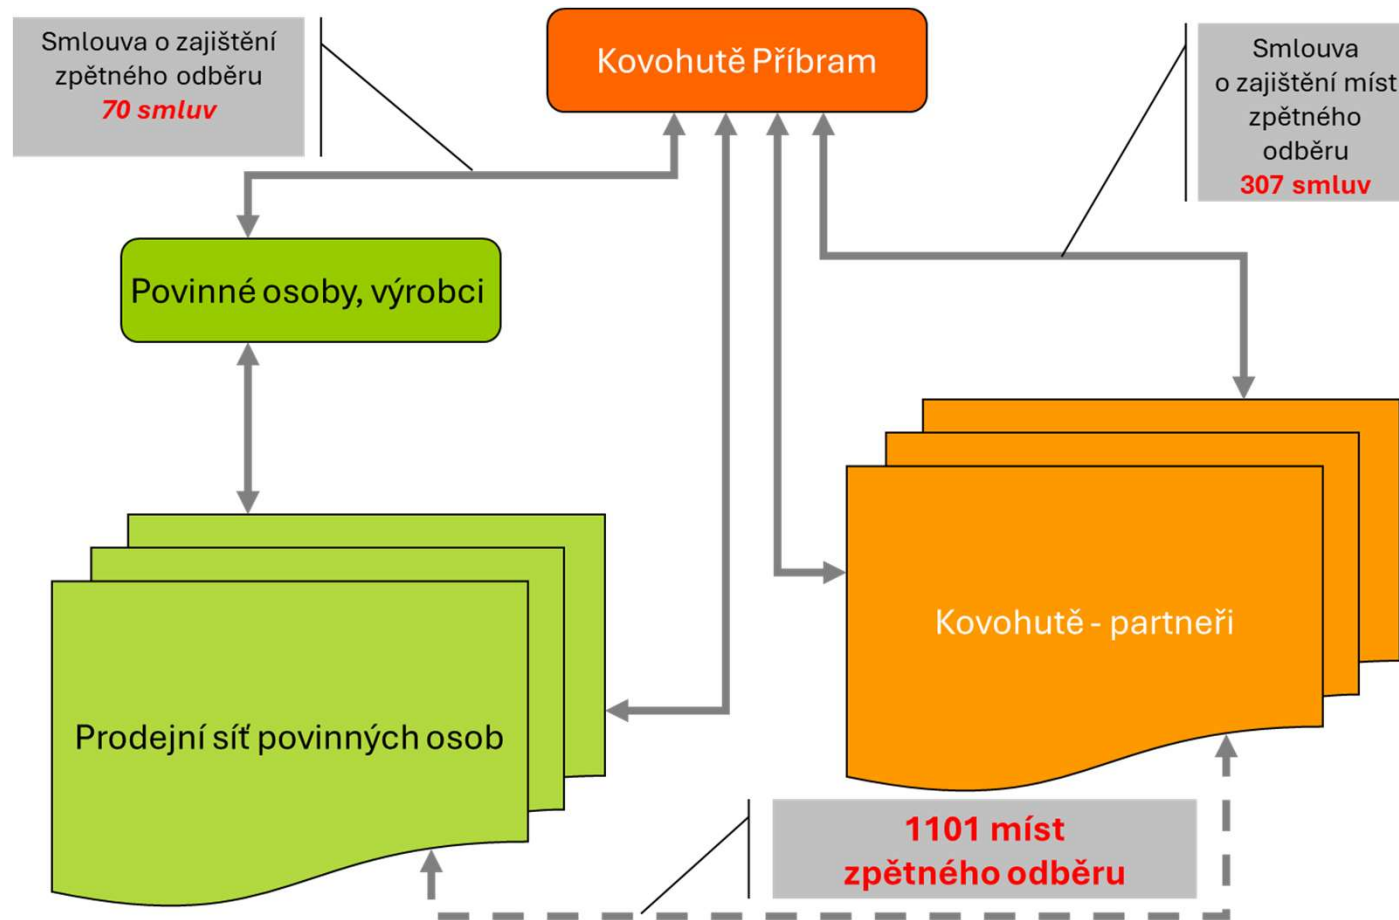 Smlouva o zajištění
zpětného odběru
70 smluv
Kovohutě Příbram
Smlouva
o zajištění míst
zpětného
odběru
307 smluv
Povinné osoby, výrobci
Kovohutě - partneři
Prodejní síť povinných osob
1101 míst
zpětného odběru